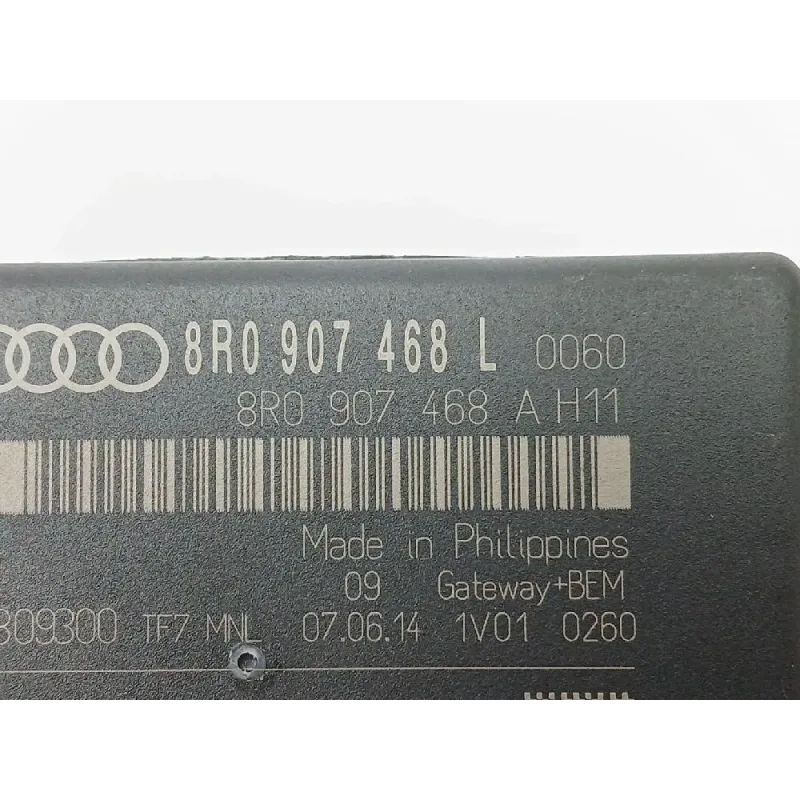 8R0 907 468 L 0060
8R0 907 468 A H11
Made in Philippines
09 Gateway+BEM
809300 TF7 MNL 07.06.14 1V01 0260